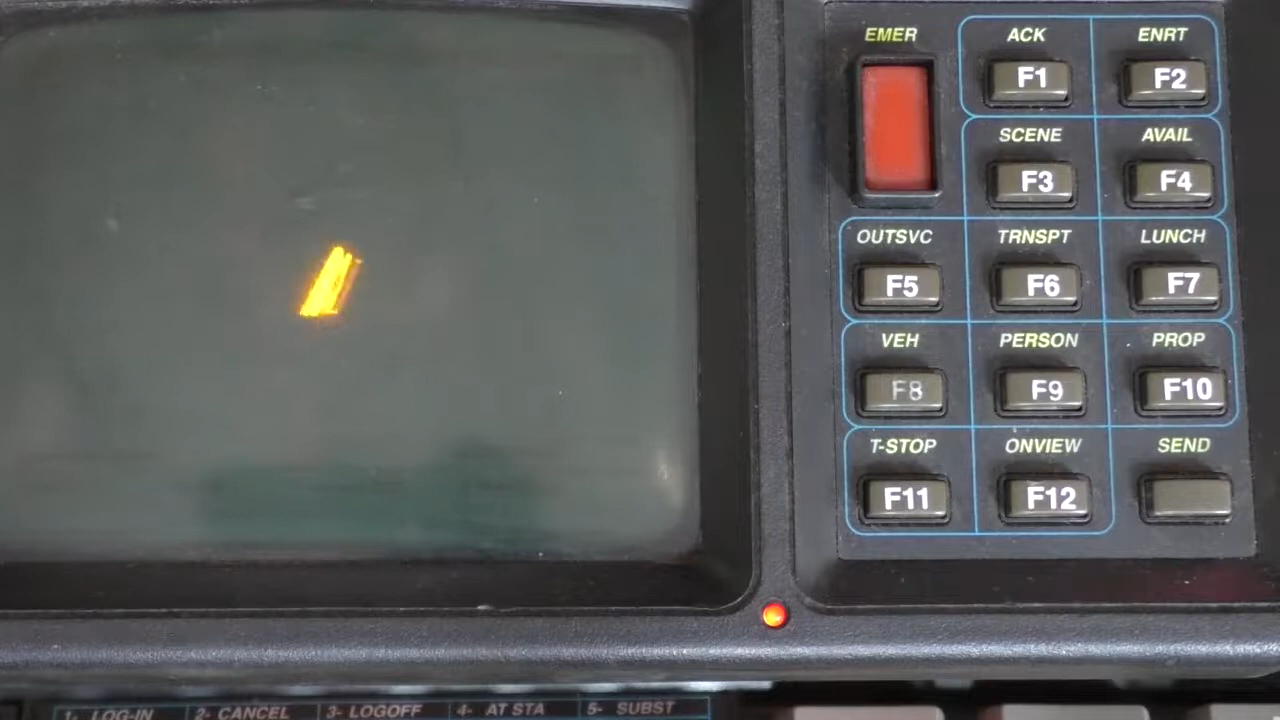 EMER ACK ENRT
F1 F2
SCENE AVAIL
F3 F4
OUTSVC TRNSPT LUNCH
F5 F6 F7
VEH PERSON PROP
F8 F9 F10
T-STOP ONVIEW SEND
F11 F12
1- LOG-IN 2- CANCEL 3- LOGOFF 4- AT STA 5- SUBST